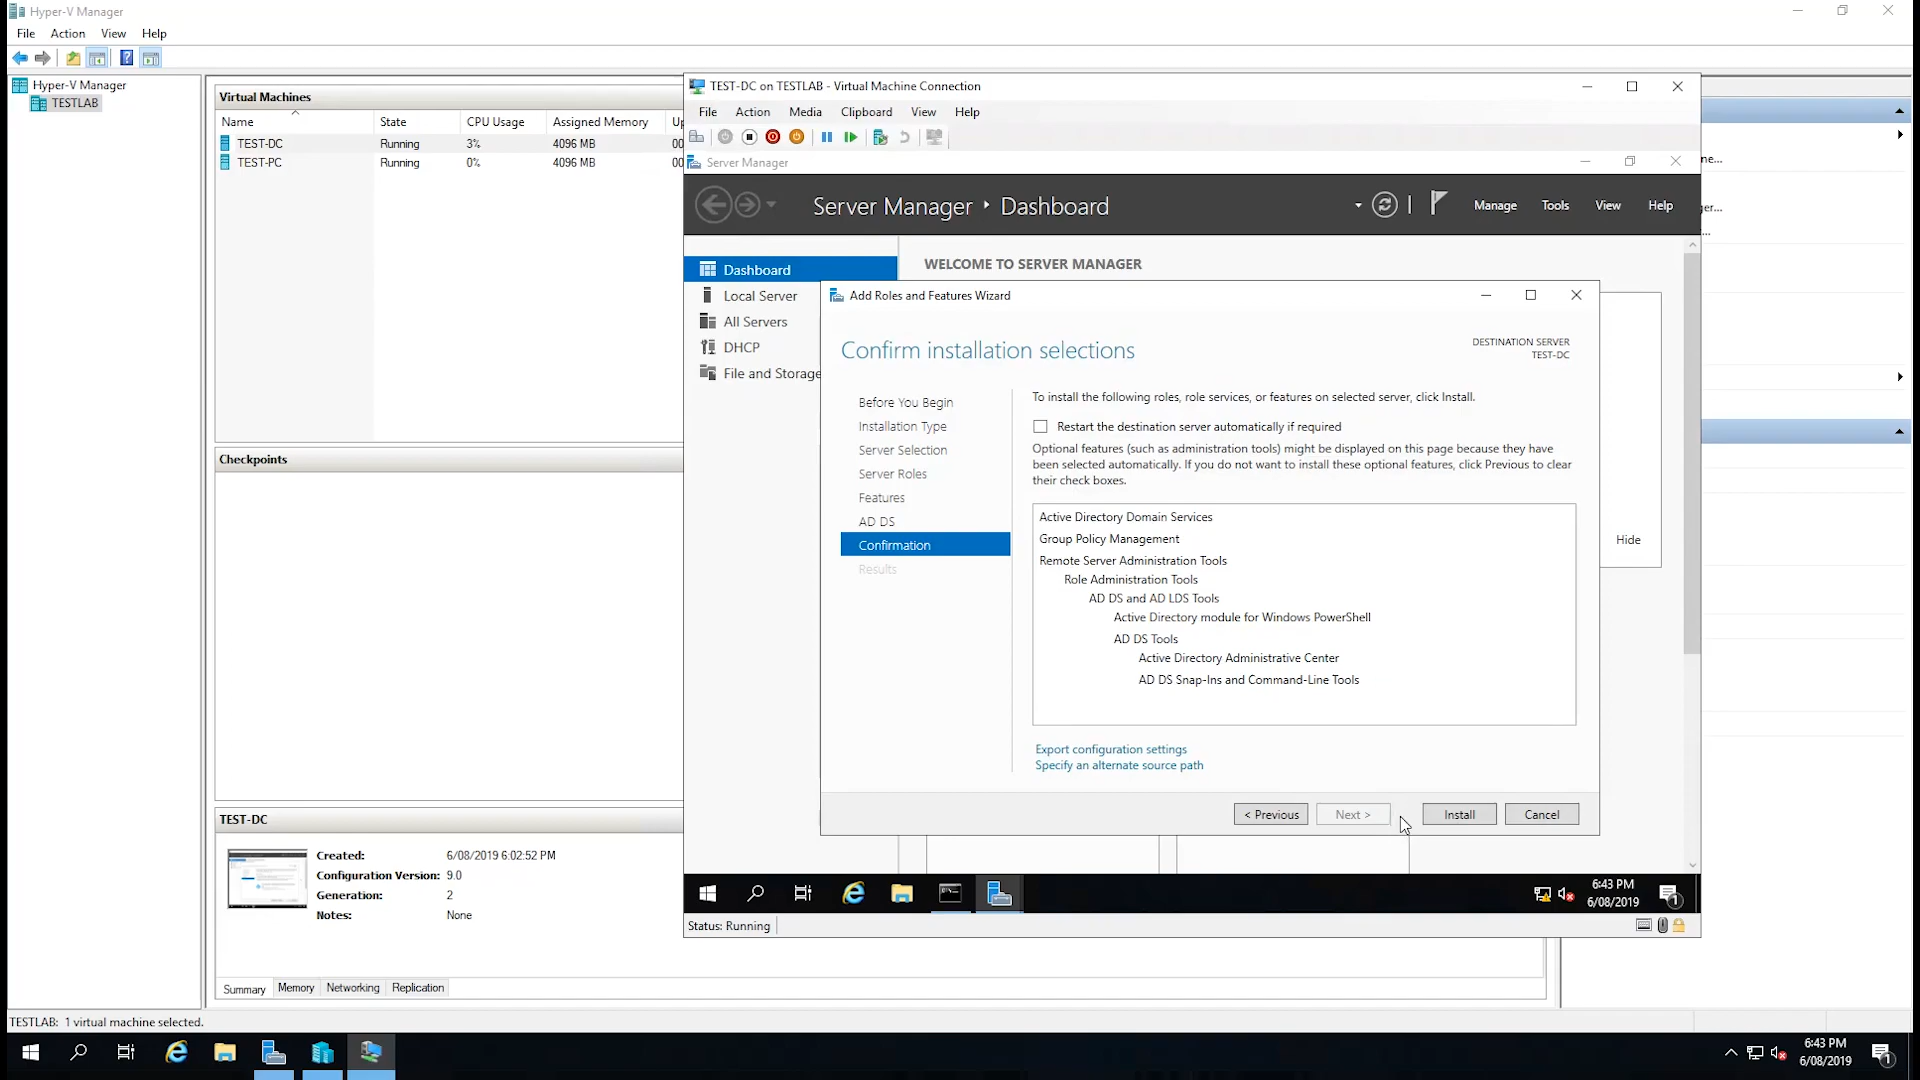 Hyper-V Manager
File Action View Help
Hyper-V Manager
TESTLAB
Virtual Machines
Name State CPU Usage Assigned Memory
TEST-DC Running 3% 4096 MB 00
TEST-PC Running 0% 4096 MB 00
Checkpoints
TEST-DC
Created: 6/08/2019 6:02:52 PM
Configuration Version: 9.0
Generation: 2
Notes: None
Summary Memory Networking Replication
TESTLAB: 1 virtual machine selected.
TEST-DC on TESTLAB - Virtual Machine Connection
File Action Media Clipboard View Help
Server Manager
Server Manager ‣ Dashboard
Manage Tools View Help
Dashboard
Local Server
All Servers
DHCP
File and Storage
WELCOME TO SERVER MANAGER
Hide
Add Roles and Features Wizard
Confirm installation selections
DESTINATION SERVER
TEST-DC
Before You Begin
Installation Type
Server Selection
Server Roles
Features
AD DS
Confirmation
Results
To install the following roles, role services, or features on selected server, click Install.
Restart the destination server automatically if required
Optional features (such as administration tools) might be displayed on this page because they have
been selected automatically. If you do not want to install these optional features, click Previous to clear
their check boxes.
Active Directory Domain Services
Group Policy Management
Remote Server Administration Tools
Role Administration Tools
AD DS and AD LDS Tools
Active Directory module for Windows PowerShell
AD DS Tools
Active Directory Administrative Center
AD DS Snap-Ins and Command-Line Tools
Export configuration settings
Specify an alternate source path
< Previous Next > Install Cancel
6:43 PM
6/08/2019
1
Status: Running
6:43 PM
6/08/2019
1